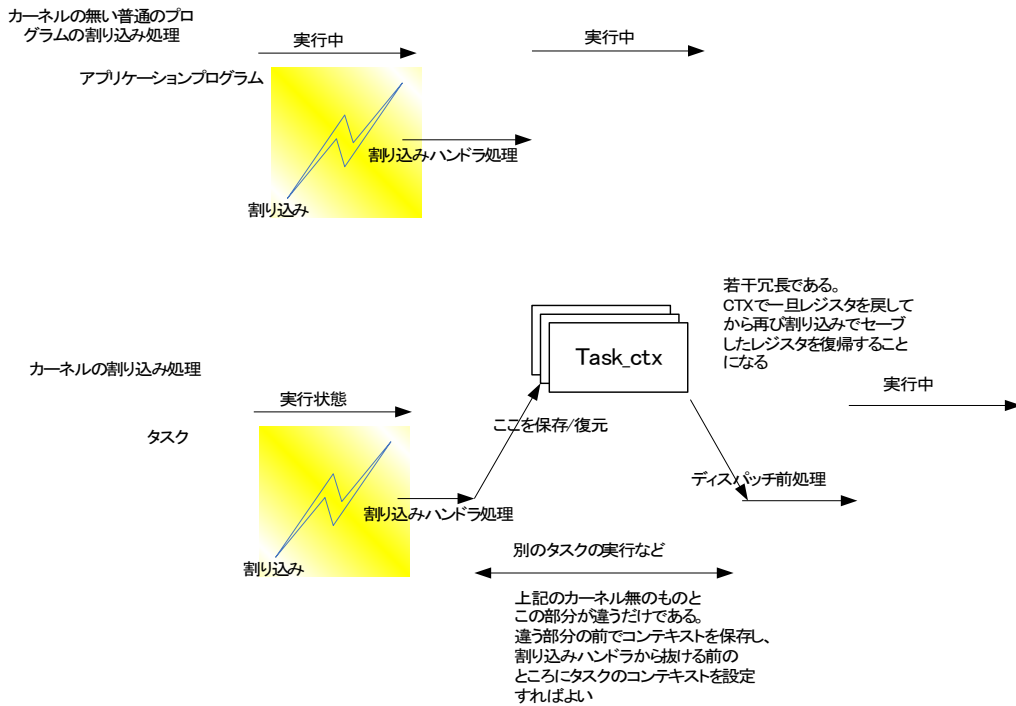 カーネルの無い普通のプロ
グラムの割り込み処理
実行中
実行中
アプリケーションプログラム
割り込みハンドラ処理
割り込み
若干冗長である。
CTXで一旦レジスタを戻して
から再び割り込みでセーブ
したレジスタを復帰すること
になる
Task_ctx
カーネルの割り込み処理
実行状態
実行中
ここを保存/復元
タスク
ディスパッチ前処理
割り込みハンドラ処理
別のタスクの実行など
割り込み
上記のカーネル無のものと
この部分が違うだけである。
違う部分の前でコンテキストを保存し、
割り込みハンドラから抜ける前の
ところにタスクのコンテキストを設定
すればよい